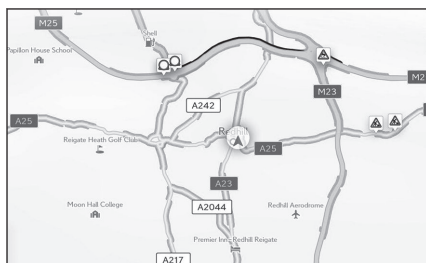 M25
Shell
Papillon House School
M2
A242
M23
A25
Redhill
Reigate Heath Golf Club
A25
A23
Moon Hall College
A2044
Redhill Aerodrome
Premier Inn Redhill Reigate
A217